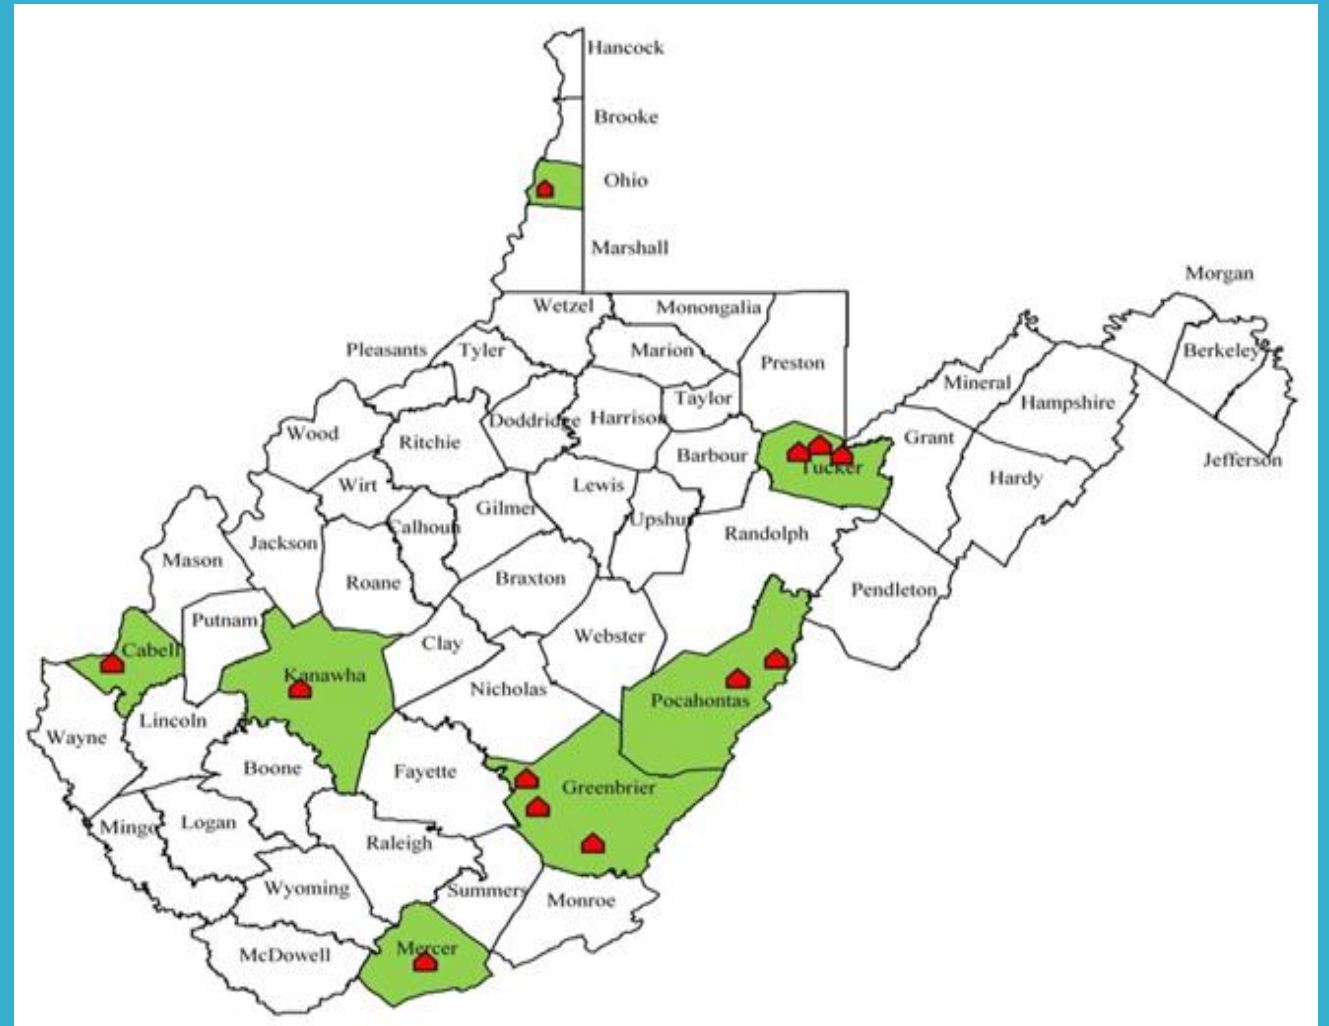 Hancock
Brooke
Ohio
Marshall
Morgan
Wetzel
Monongalia
Pleasants
Tyler
Marion
Preston
Berkeley
Mineral
Taylor
Hampshire
Doddridge
Harrison
Wood
Ritchie
Grant
Barbour
Jefferson
Tucker
Hardy
Wirt
Lewis
Gilmer
Upshur
Calhoun
Randolph
Jackson
Mason
Braxton
Roane
Pendleton
Putnam
Webster
Clay
Cabell
Kanawha
Nicholas
Pocahontas
Lincoln
Wayne
Boone
Fayette
Greenbrier
Mingo
Logan
Raleigh
Wyoming
Summers
Monroe
Mercer
McDowell